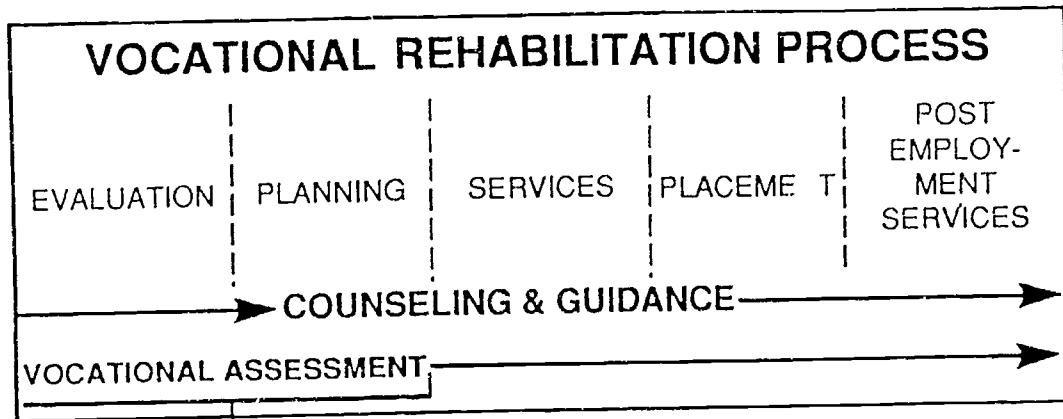 VOCATIONAL REHABILITATION PROCESS
EVALUATION
PLANNING
SERVICES
PLACEME T
POST
EMPLOY-
MENT
SERVICES
COUNSELING & GUIDANCE
VOCATIONAL ASSESSMENT